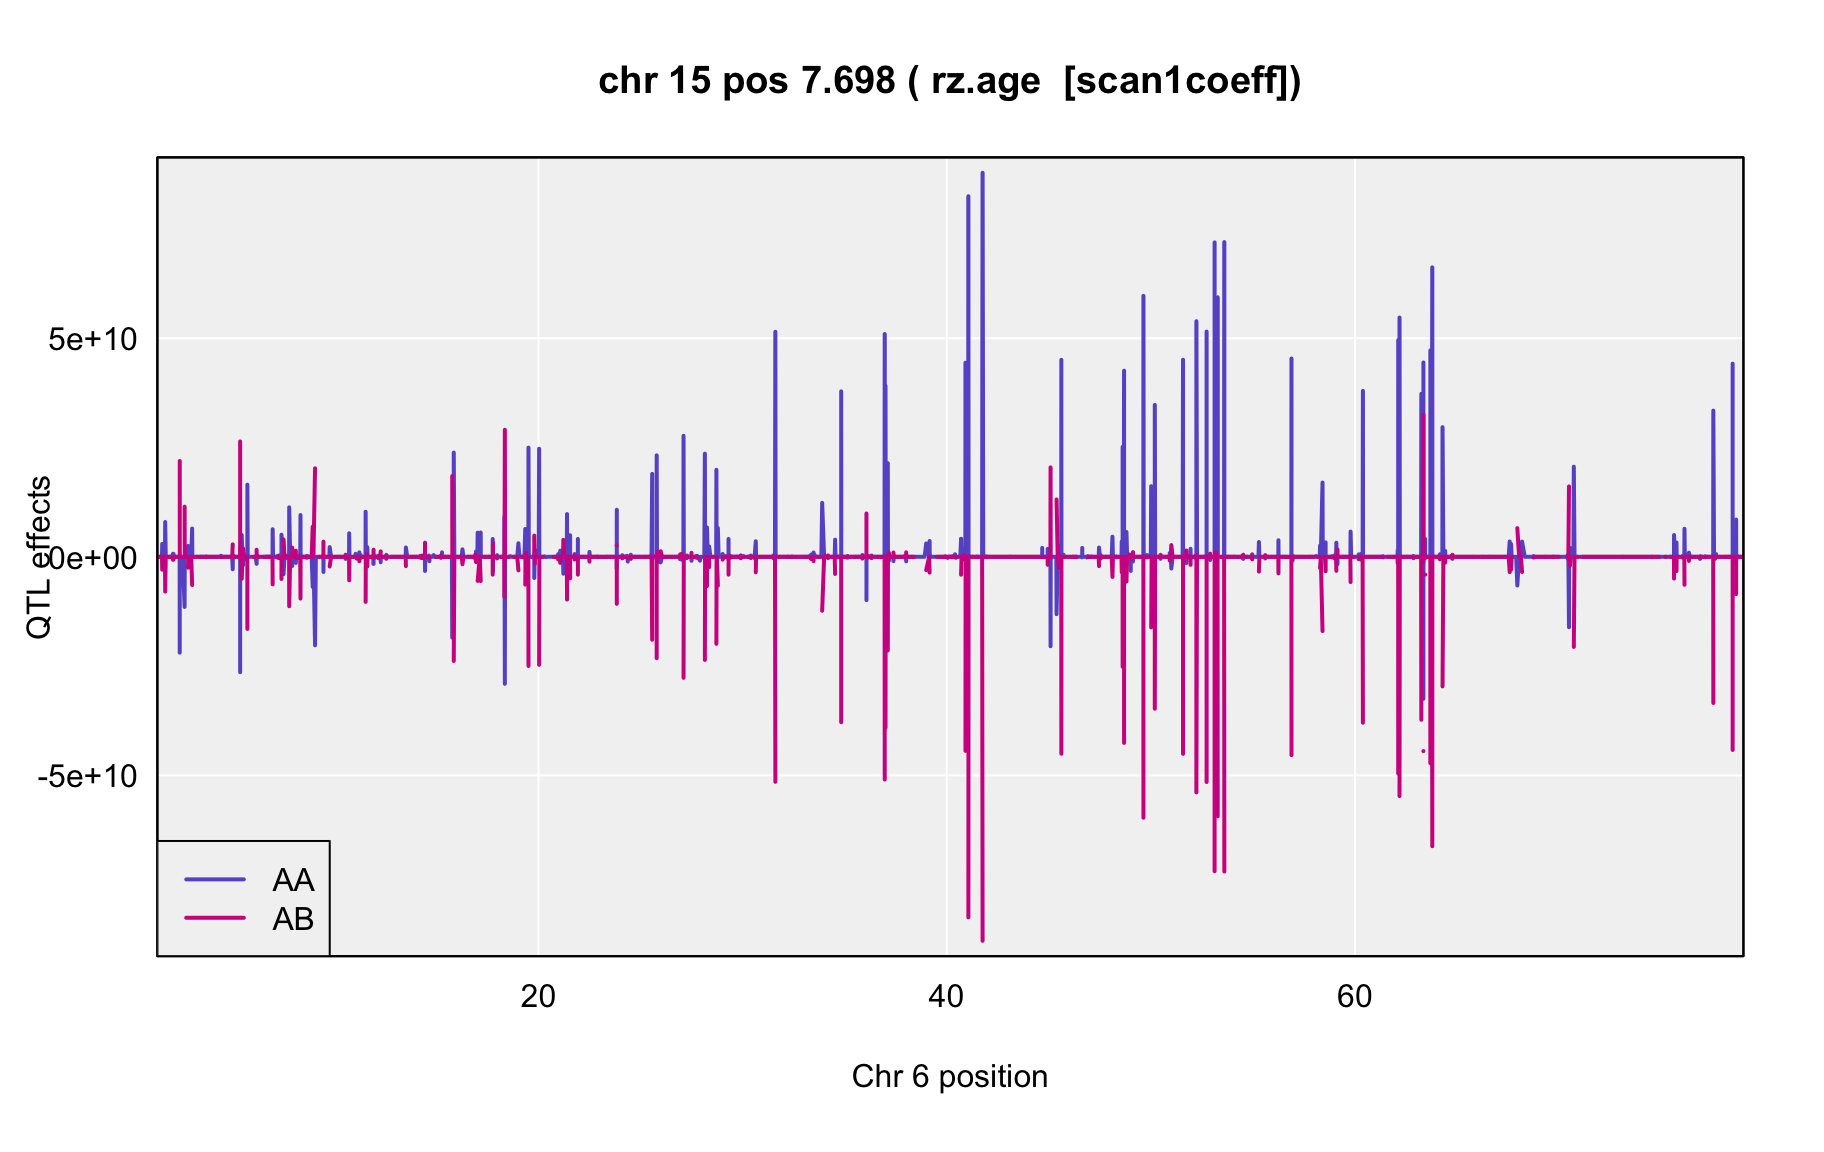 chr 15 pos 7.698 ( rz.age  [scan1coeff])
QTL effects
5e+10
0e+00
-5e+10
AA
AB
20
40
60
Chr 6 position